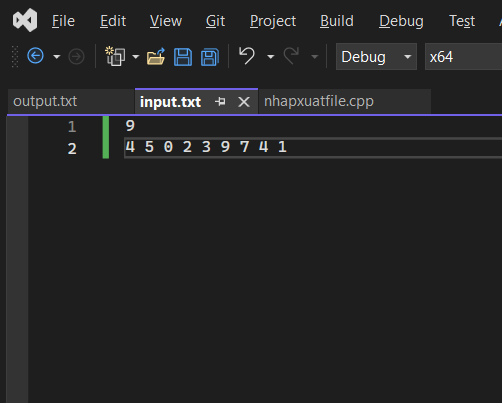 File Edit View Git Project Build Debug Test
Debug x64
output.txt input.txt nhapxuatfile.cpp
1 9
2 4 5 0 2 3 9 7 4 1